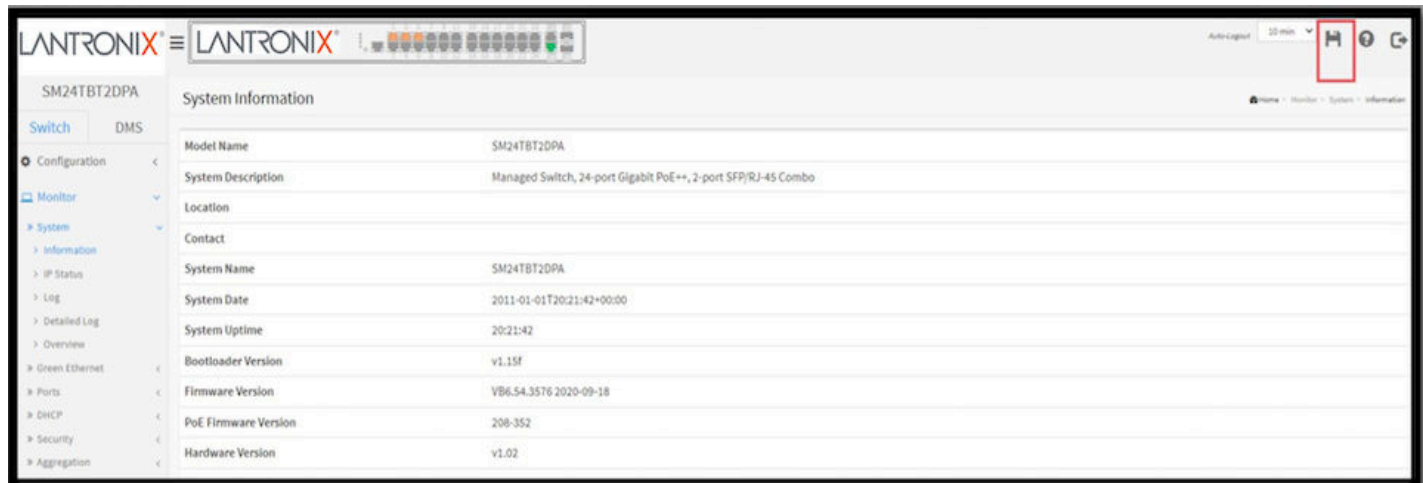 LANTRONIX®
LANTRONIX®
Auto-Logout 10 min
SM24TBT2DPA
System Information
Home - Monitor - System - Information
Switch DMS
Configuration
Monitor
System
Information
IP Status
Log
Detailed Log
Overview
Green Ethernet
Ports
DHCP
Security
Aggregation
Model Name SM24TBT2DPA
System Description Managed Switch, 24-port Gigabit PoE++, 2-port SFP/RJ-45 Combo
Location
Contact
System Name SM24TBT2DPA
System Date 2011-01-01T20:21:42+00:00
System Uptime 20:21:42
Bootloader Version v1.15f
Firmware Version VB6.54.3576 2020-09-18
PoE Firmware Version 208-352
Hardware Version v1.02